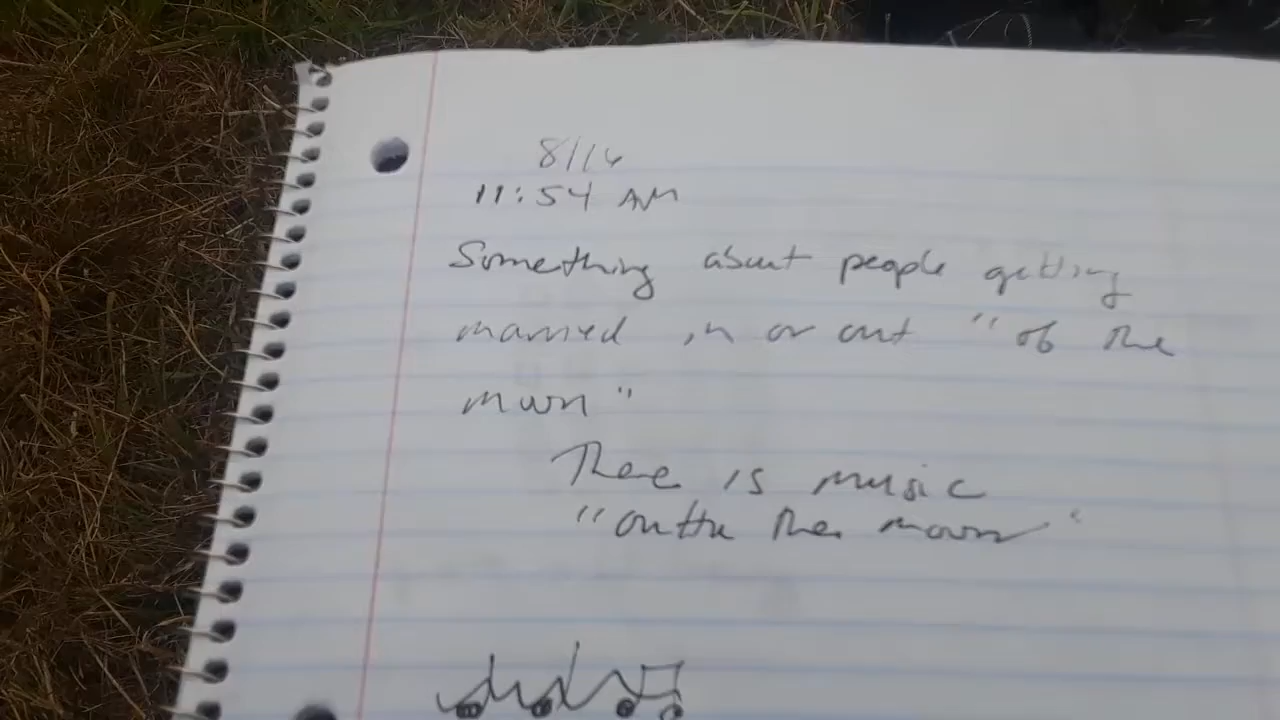 8/16
11:54 AM
Something about people getting
married in or out "of the
moon"
There is music
"on the moon"